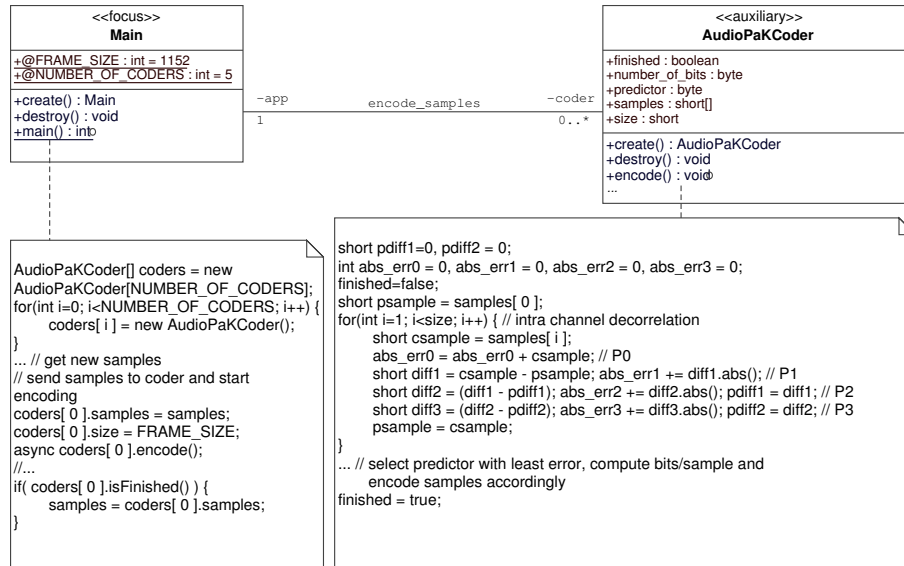 <<focus>>
Main
+@FRAME_SIZE : int = 1152
+@NUMBER_OF_CODERS : int = 5
+create() : Main
+destroy() : void
+main() : int
-app
encode_samples
-coder
1
0..*
<<auxiliary>>
AudioPaKCoder
+finished : boolean
+number_of_bits : byte
+predictor : byte
+samples : short[]
+size : short
+create() : AudioPaKCoder
+destroy() : void
+encode() : void
...
AudioPaKCoder[] coders = new
AudioPaKCoder[NUMBER_OF_CODERS];
for(int i=0; i<NUMBER_OF_CODERS; i++) {
coders[ i ] = new AudioPaKCoder();
}
... // get new samples
// send samples to coder and start
encoding
coders[ 0 ].samples = samples;
coders[ 0 ].size = FRAME_SIZE;
async coders[ 0 ].encode();
//...
if( coders[ 0 ].isFinished() ) {
samples = coders[ 0 ].samples;
}
short pdiff1=0, pdiff2 = 0;
int abs_err0 = 0, abs_err1 = 0, abs_err2 = 0, abs_err3 = 0;
finished=false;
short psample = samples[ 0 ];
for(int i=1; i<size; i++) { // intra channel decorrelation
short csample = samples[ i ];
abs_err0 = abs_err0 + csample; // P0
short diff1 = csample - psample; abs_err1 += diff1.abs(); // P1
short diff2 = (diff1 - pdiff1); abs_err2 += diff2.abs(); pdiff1 = diff1; // P2
short diff3 = (diff2 - pdiff2); abs_err3 += diff3.abs(); pdiff2 = diff2; // P3
psample = csample;
}
... // select predictor with least error, compute bits/sample and
encode samples accordingly
finished = true;